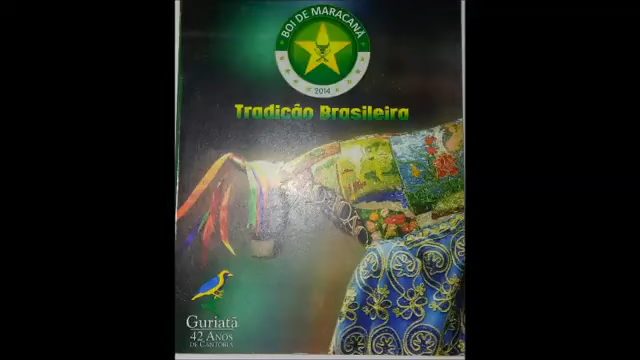 BOI DE MARACANÃ
2014
Tradição Brasileira
Guriatã
42 ANOS
DE CANTORIA